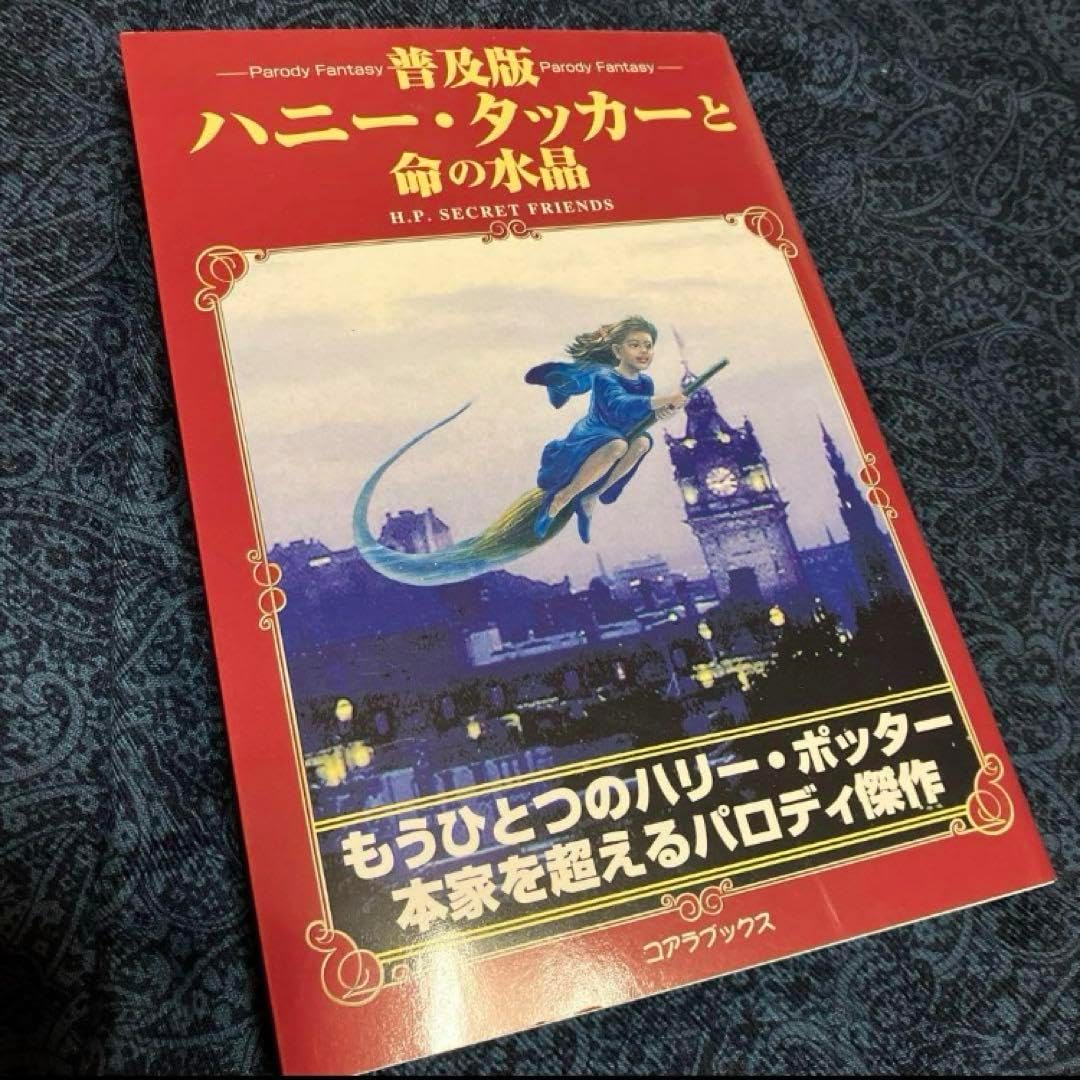 Parody Fantasy 普及版 Parody Fantasy
ハニー・タッカーと
命の水晶
H.P. SECRET FRIENDS
もうひとつのハリー・ポッター
本家を超えるパロディ傑作
コアラブックス